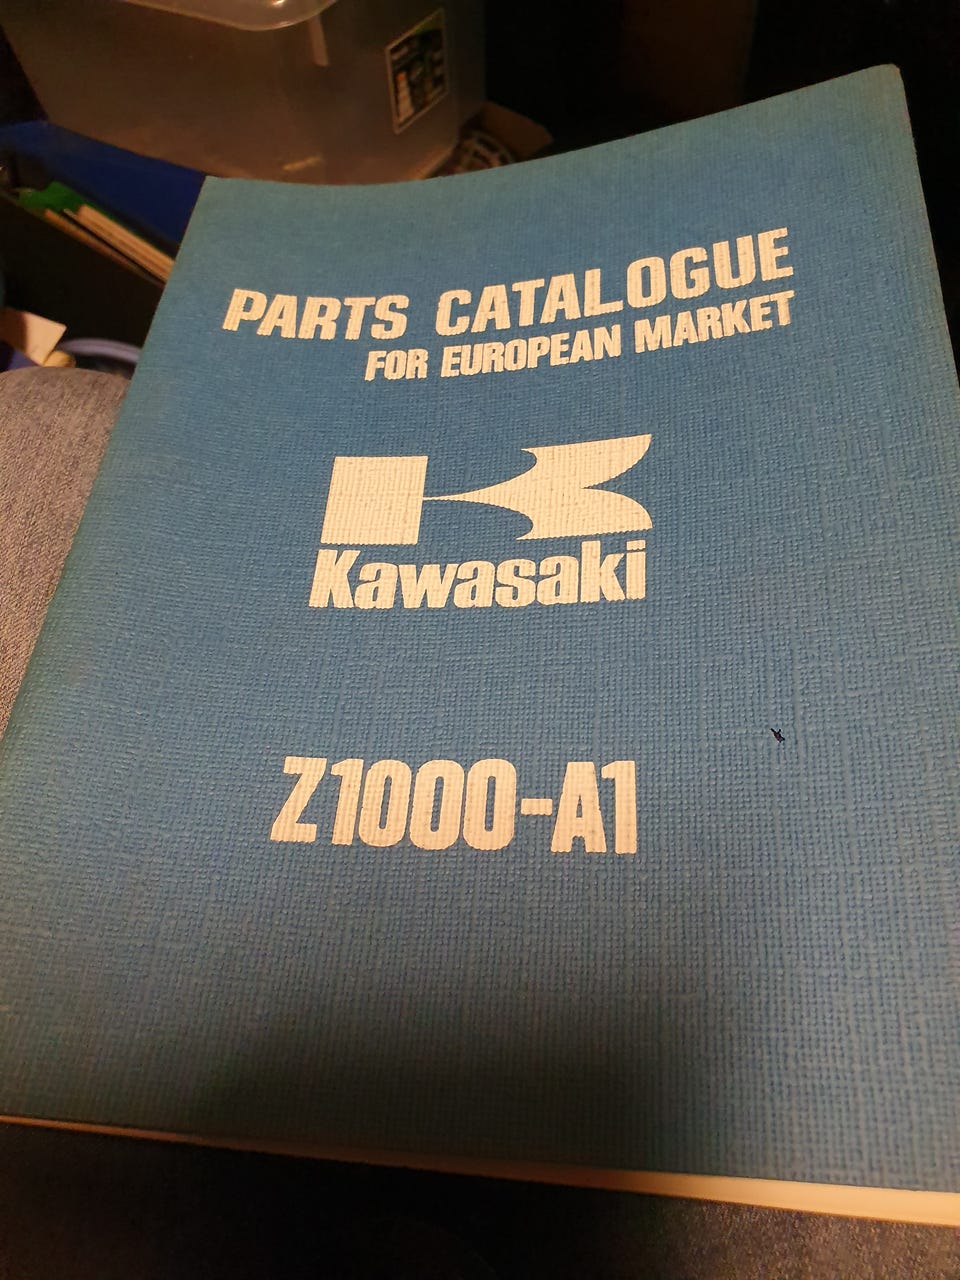 PARTS CATALOGUE
FOR EUROPEAN MARKET
Kawasaki
Z1000-A1